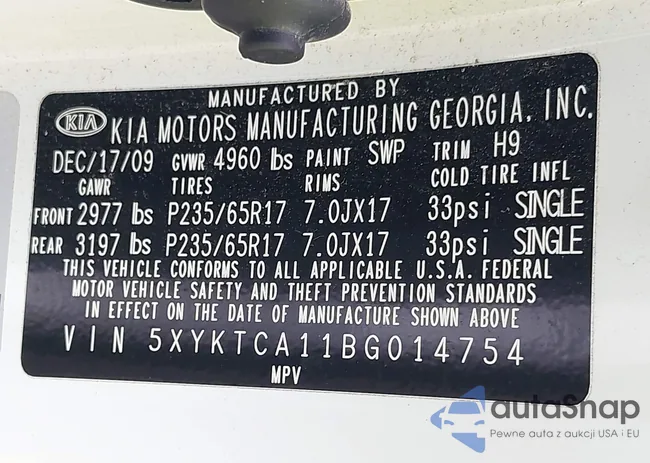 MANUFACTURED BY
KIA KIA MOTORS MANUFACTURING GEORGIA, INC.
DEC/17/09 GVWR 4960 lbs PAINT SWP TRIM H9
GAWR TIRES RIMS COLD TIRE INFL
FRONT 2977 lbs P235/65R17 7.0JX17 33psi SINGLE
REAR 3197 lbs P235/65R17 7.0JX17 33psi SINGLE
THIS VEHICLE CONFORMS TO ALL APPLICABLE U.S.A. FEDERAL
MOTOR VEHICLE SAFETY AND THEFT PREVENTION STANDARDS
IN EFFECT ON THE DATE OF MANUFACTURE SHOWN ABOVE
VIN 5XYKTCA11BG014754
MPV
autaSnap
Pewne auta z aukcji USA i EU